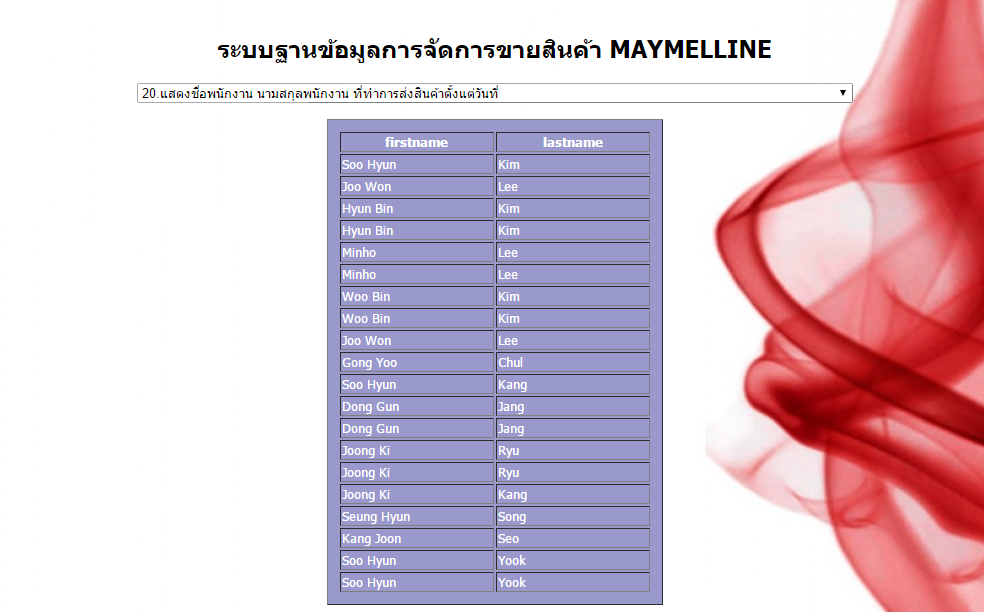 ระบบฐานข้อมูลการจัดการขายสินค้า MAYMELLINE
20.แสดงชื่อพนักงาน นามสกุลพนักงาน ที่ทำการส่งสินค้าตั้งแต่วันที่
firstname lastname
Soo Hyun Kim
Joo Won Lee
Hyun Bin Kim
Hyun Bin Kim
Minho Lee
Minho Lee
Woo Bin Kim
Woo Bin Kim
Joo Won Lee
Gong Yoo Chul
Soo Hyun Kang
Dong Gun Jang
Dong Gun Jang
Joong Ki Ryu
Joong Ki Ryu
Joong Ki Kang
Seung Hyun Song
Kang Joon Seo
Soo Hyun Yook
Soo Hyun Yook